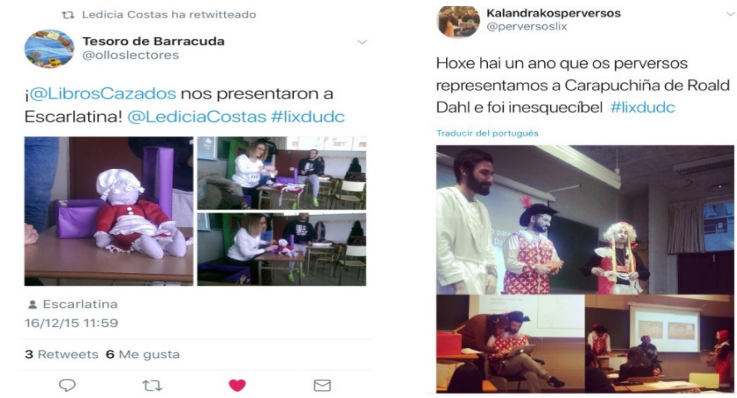 Ledicia Costas ha retwitteado
Tesoro de Barracuda
@olloslectores
¡@LibrosCazados nos presentaron a
Escarlatina! @LediciaCostas #lixdudc
Escarlatina
16/12/15 11:59
3 Retweets 6 Me gusta
Kalandrakosperversos
@perversoslix
Hoxe hai un ano que os perversos
representamos a Carapuchiña de Roald
Dahl e foi inesquecíbel #lixdudc
Traducir del portugués